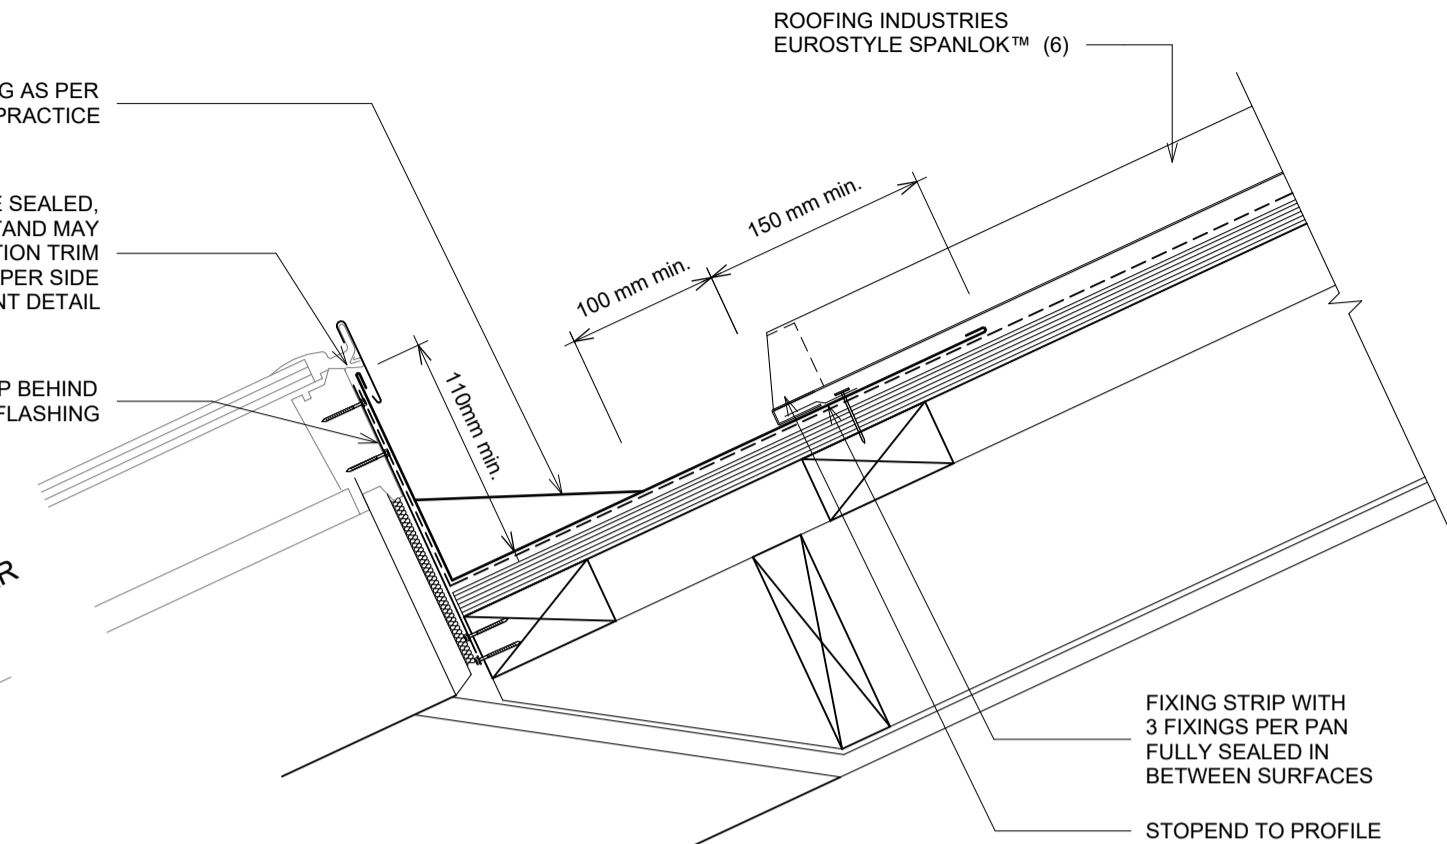 ROOFING INDUSTRIES
EUROSTYLE SPANLOK™ (6)
G AS PER
PRACTICE
E SEALED,
TAND MAY
TION TRIM
PER SIDE
NT DETAIL
P BEHIND
FLASHING
150 mm min.
100 mm min.
110mm min.
R
FIXING STRIP WITH
3 FIXINGS PER PAN
FULLY SEALED IN
BETWEEN SURFACES
STOPEND TO PROFILE